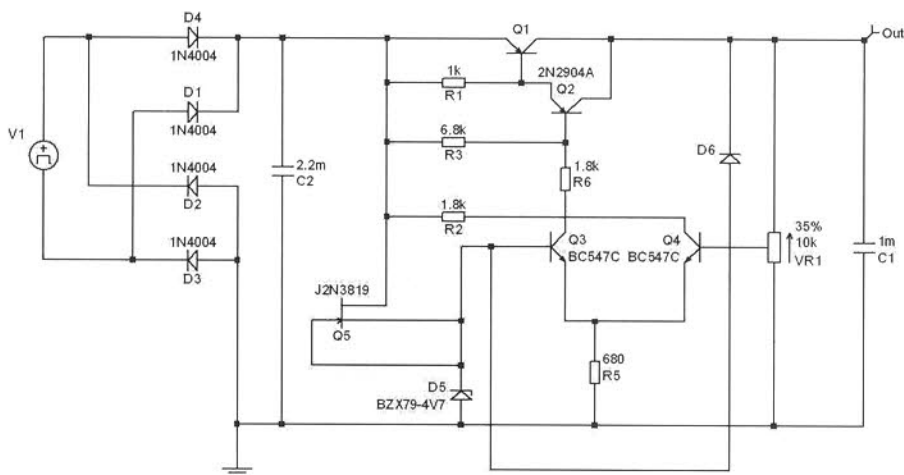 D4
1N4004
D1
1N4004
V1
1N4004
D2
1N4004
D3
2.2m
C2
Q1
1k
R1
2N2904A
Q2
6.8k
R3
1.8k
R6
1.8k
R2
Q3
BC547C
Q4
BC547C
D6
35%
10k
VR1
1m
C1
Out
J2N3819
Q5
D5
BZX79-4V7
680
R5